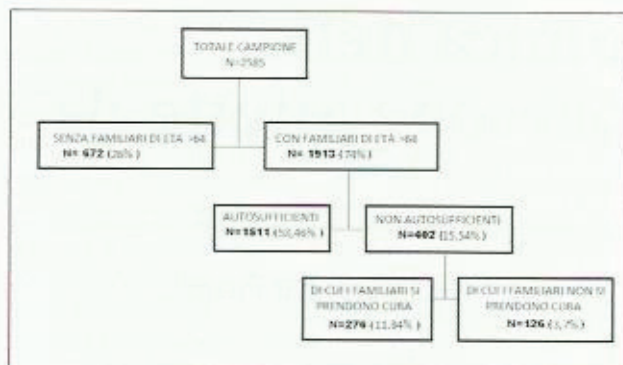 TOTALE CAMPIONE
N=2585
SENZA FAMILIARI DI ETÀ >64
N= 672 (26%)
CON FAMILIARI DI ETÀ >64
N= 1913 (74%)
AUTOSUFFICIENTI
N=1511 (58,46%)
NON AUTOSUFFICIENTI
N=402 (15,54%)
DI CUI I FAMILIARI SI
PRENDONO CURA
N=276 (11,84%)
DI CUI I FAMILIARI NON SI
PRENDONO CURA
N=126 (3,7%)